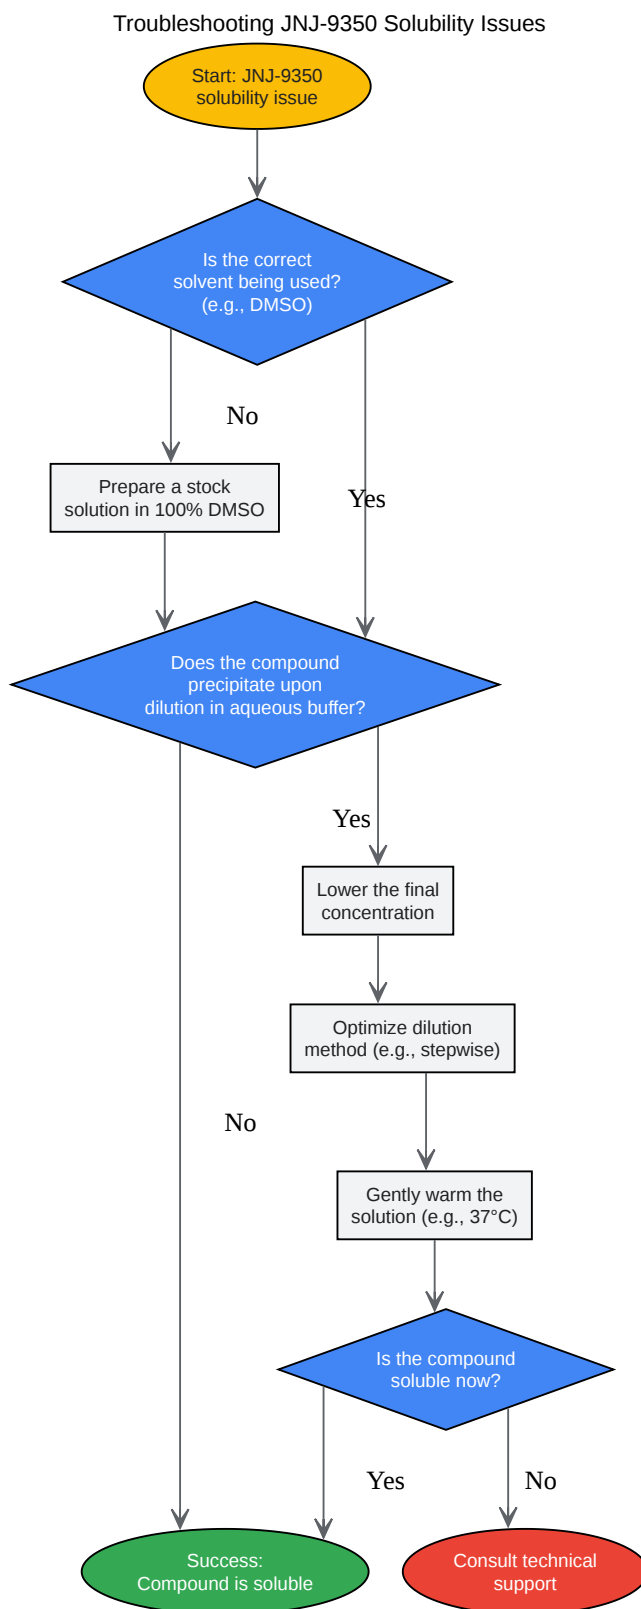 Troubleshooting JNJ-9350 Solubility Issues
Start: JNJ-9350
solubility issue
Is the correct
solvent being used?
(e.g., DMSO)
No
Yes
Prepare a stock
solution in 100% DMSO
Does the compound
precipitate upon
dilution in aqueous buffer?
Yes
Lower the final
concentration
Optimize dilution
method (e.g., stepwise)
No
Gently warm the
solution (e.g., 37°C)
Is the compound
soluble now?
Yes
No
Success:
Compound is soluble
Consult technical
support